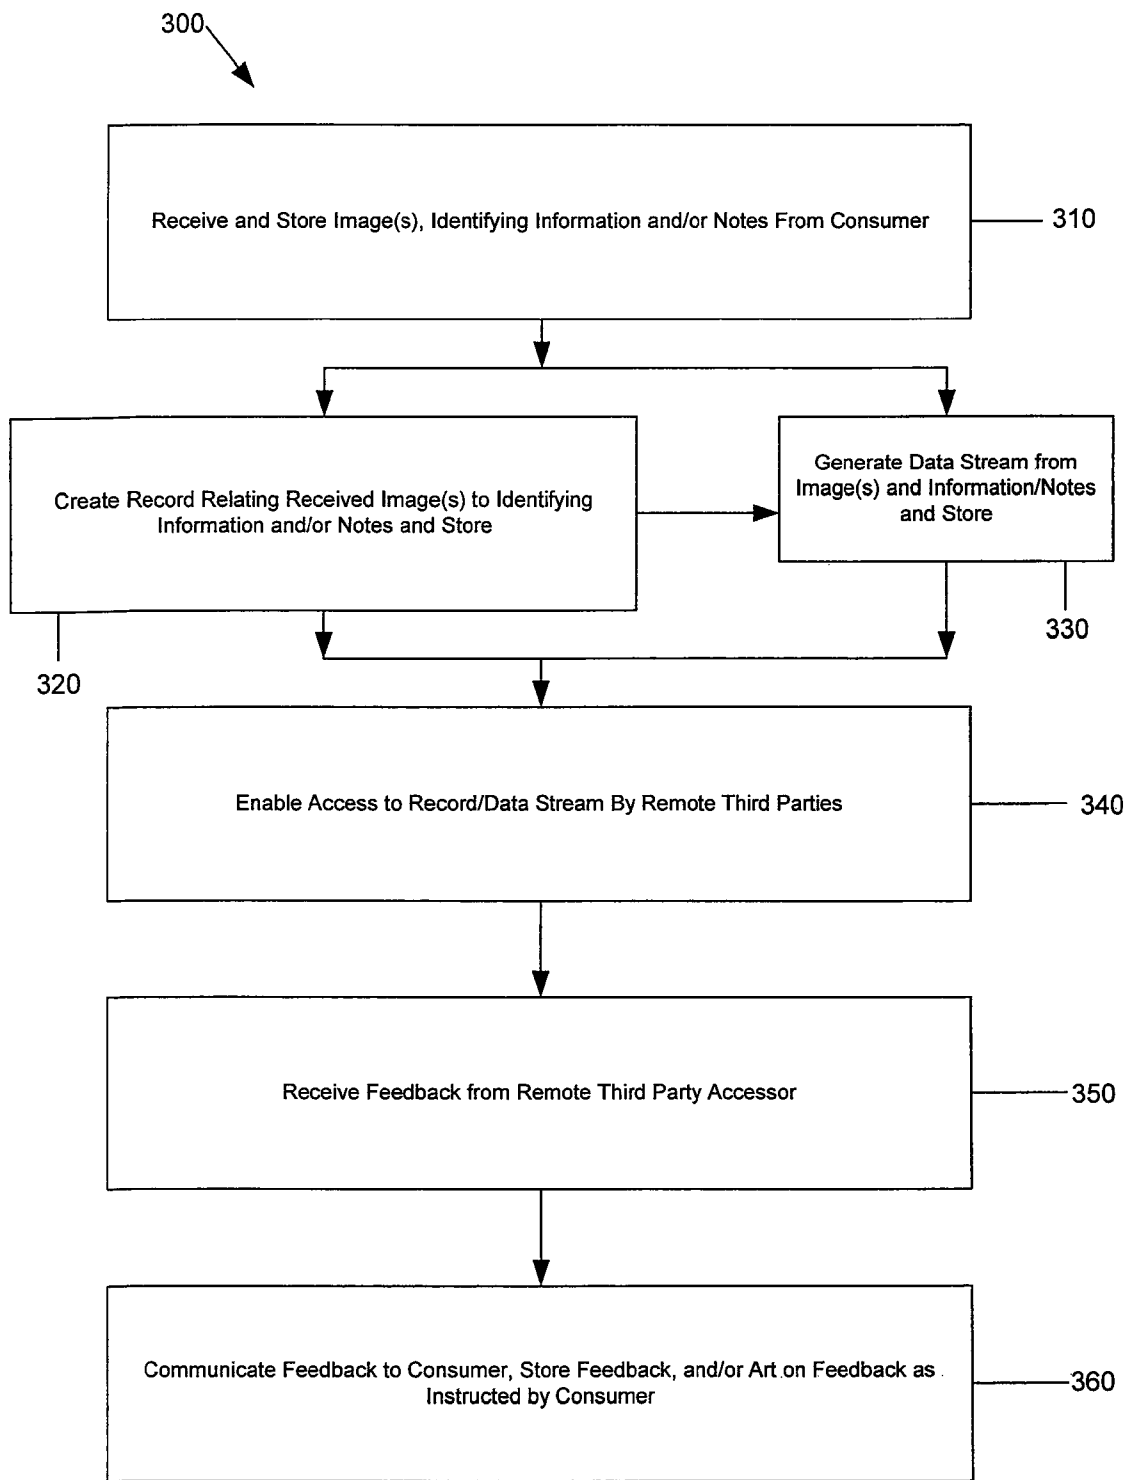 300
Receive and Store Image(s), Identifying Information and/or Notes From Consumer
310
Create Record Relating Received Image(s) to Identifying
Information and/or Notes and Store
320
Generate Data Stream from
Image(s) and Information/Notes
and Store
330
Enable Access to Record/Data Stream By Remote Third Parties
340
Receive Feedback from Remote Third Party Accessor
350
Communicate Feedback to Consumer, Store Feedback, and/or Art on Feedback as
Instructed by Consumer
360